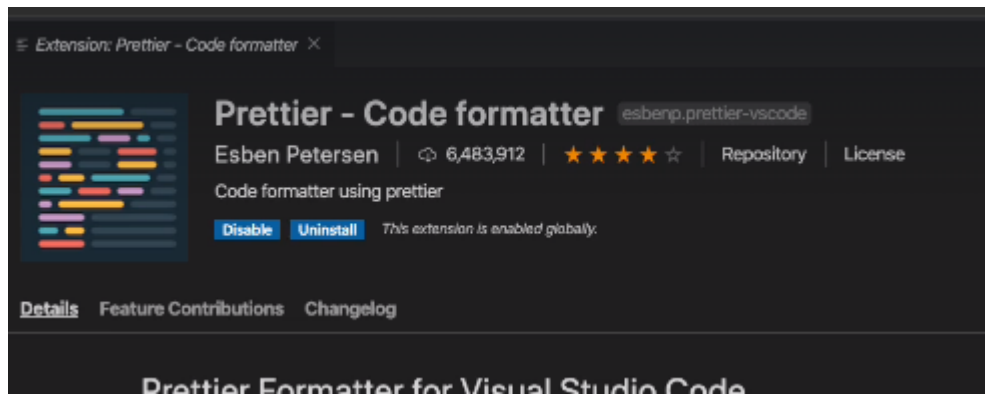 Extension: Prettier - Code formatter
Prettier - Code formatter esbenp.prettier-vscode
Esben Petersen 6,483,912 Repository License
Code formatter using prettier
Disable Uninstall This extension is enabled globally.
Details Feature Contributions Changelog
Prettier Formatter for Visual Studio Code